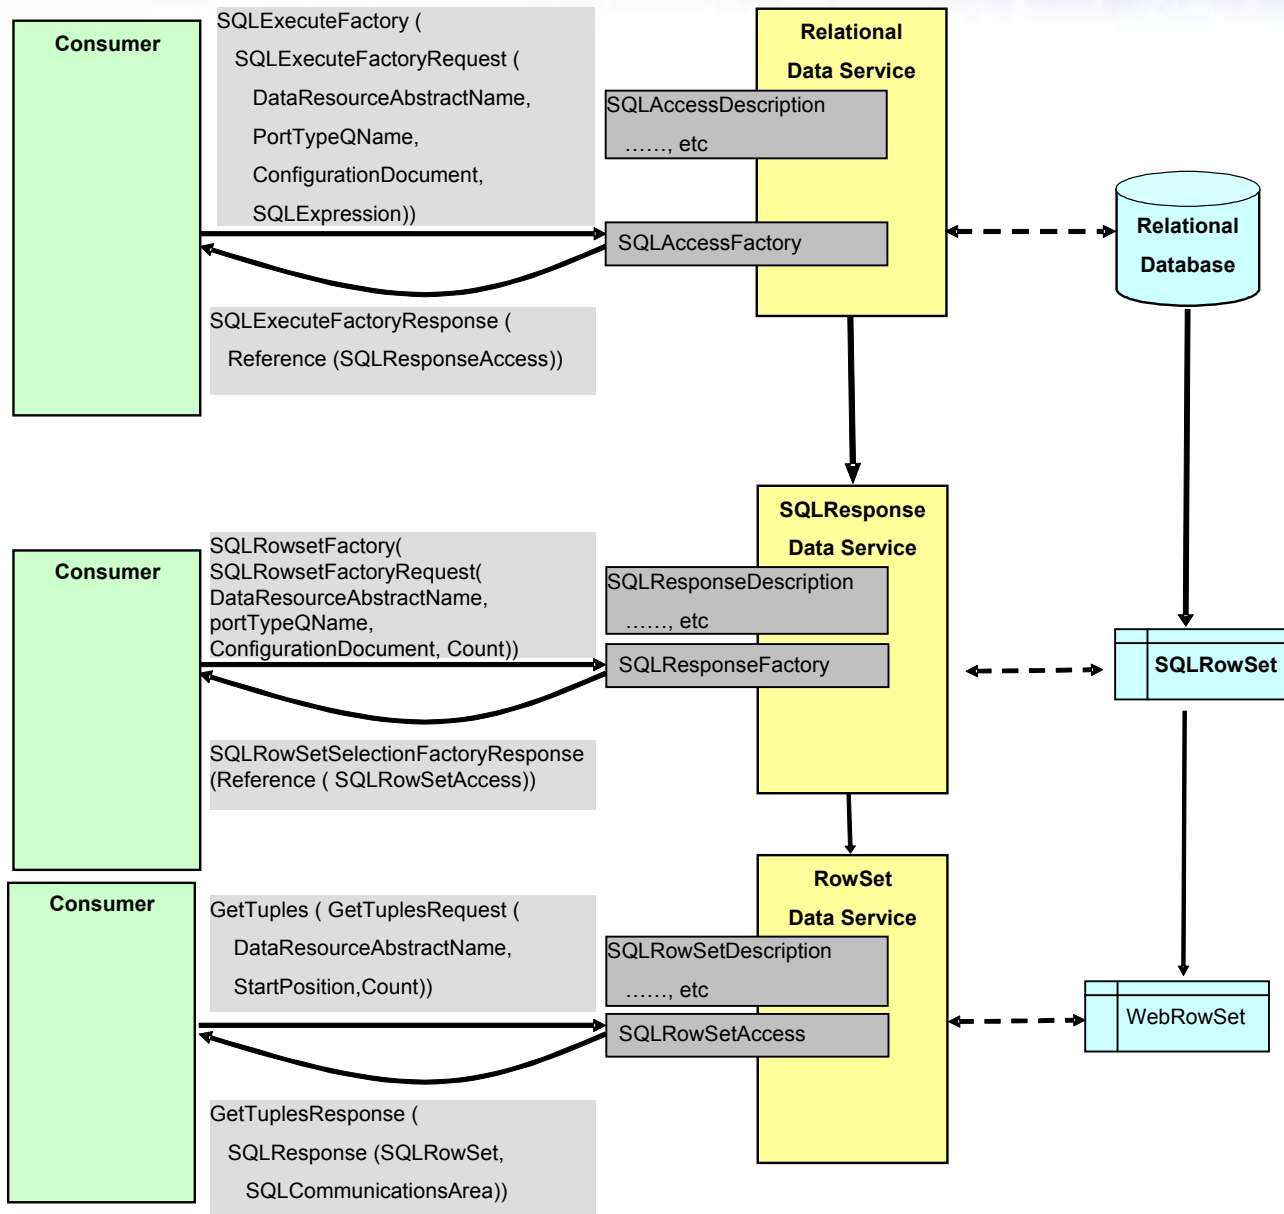 Consumer
SQLExecuteFactory (
SQLExecuteFactoryRequest (
DataResourceAbstractName,
PortTypeQName,
ConfigurationDocument,
SQLExpression))
Relational
Data Service
SQLAccessDescription
……, etc
SQLAccessFactory
Relational
Database
SQLExecuteFactoryResponse (
Reference (SQLResponseAccess))
Consumer
SQLRowsetFactory(
SQLRowsetFactoryRequest(
DataResourceAbstractName,
portTypeQName,
ConfigurationDocument, Count))
SQLResponse
Data Service
SQLResponseDescription
……, etc
SQLResponseFactory
SQLRowSet
SQLRowSetSelectionFactoryResponse
(Reference ( SQLRowSetAccess))
Consumer
GetTuples ( GetTuplesRequest (
DataResourceAbstractName,
StartPosition,Count))
RowSet
Data Service
SQLRowSetDescription
……, etc
SQLRowSetAccess
WebRowSet
GetTuplesResponse (
SQLResponse (SQLRowSet,
SQLCommunicationsArea))